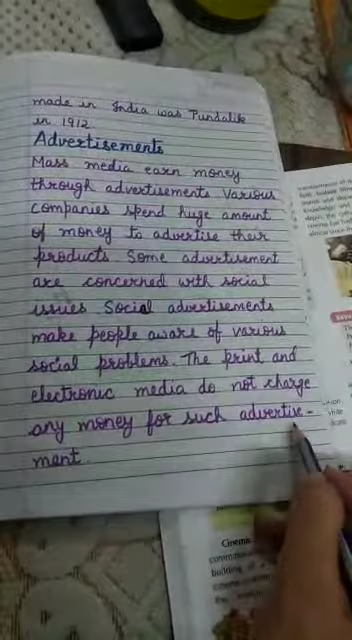 made in India was Pundalik
in 1912
Advertisements
Mass media earn money
through advertisements Various
companies spend huge amount
of money to advertise their
products. Some advertisement
are concerned with social
issues. Social advertisements
make people aware of various
social problems. The print and
electronic media do not charge
any money for such advertise-
ment.
Cinema